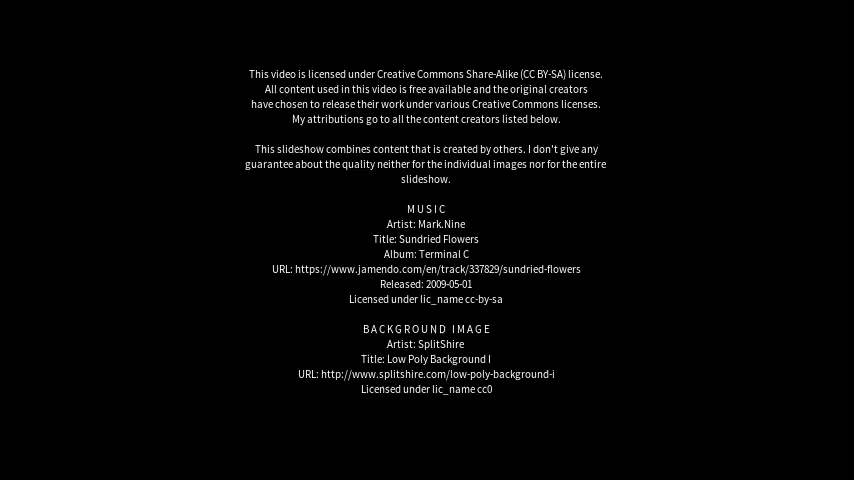 This video is licensed under Creative Commons Share-Alike (CC BY-SA) license.
All content used in this video is free available and the original creators
have chosen to release their work under various Creative Commons licenses.
My attributions go to all the content creators listed below.
This slideshow combines content that is created by others. I don't give any
guarantee about the quality neither for the individual images nor for the entire
slideshow.
MUSIC
Artist: Mark.Nine
Title: Sundried Flowers
Album: Terminal C
URL: https://www.jamendo.com/en/track/337829/sundried-flowers
Released: 2009-05-01
Licensed under lic_name cc-by-sa
BACKGROUND IMAGE
Artist: SplitShire
Title: Low Poly Background I
URL: http://www.splitshire.com/low-poly-background-i
Licensed under lic_name cc0